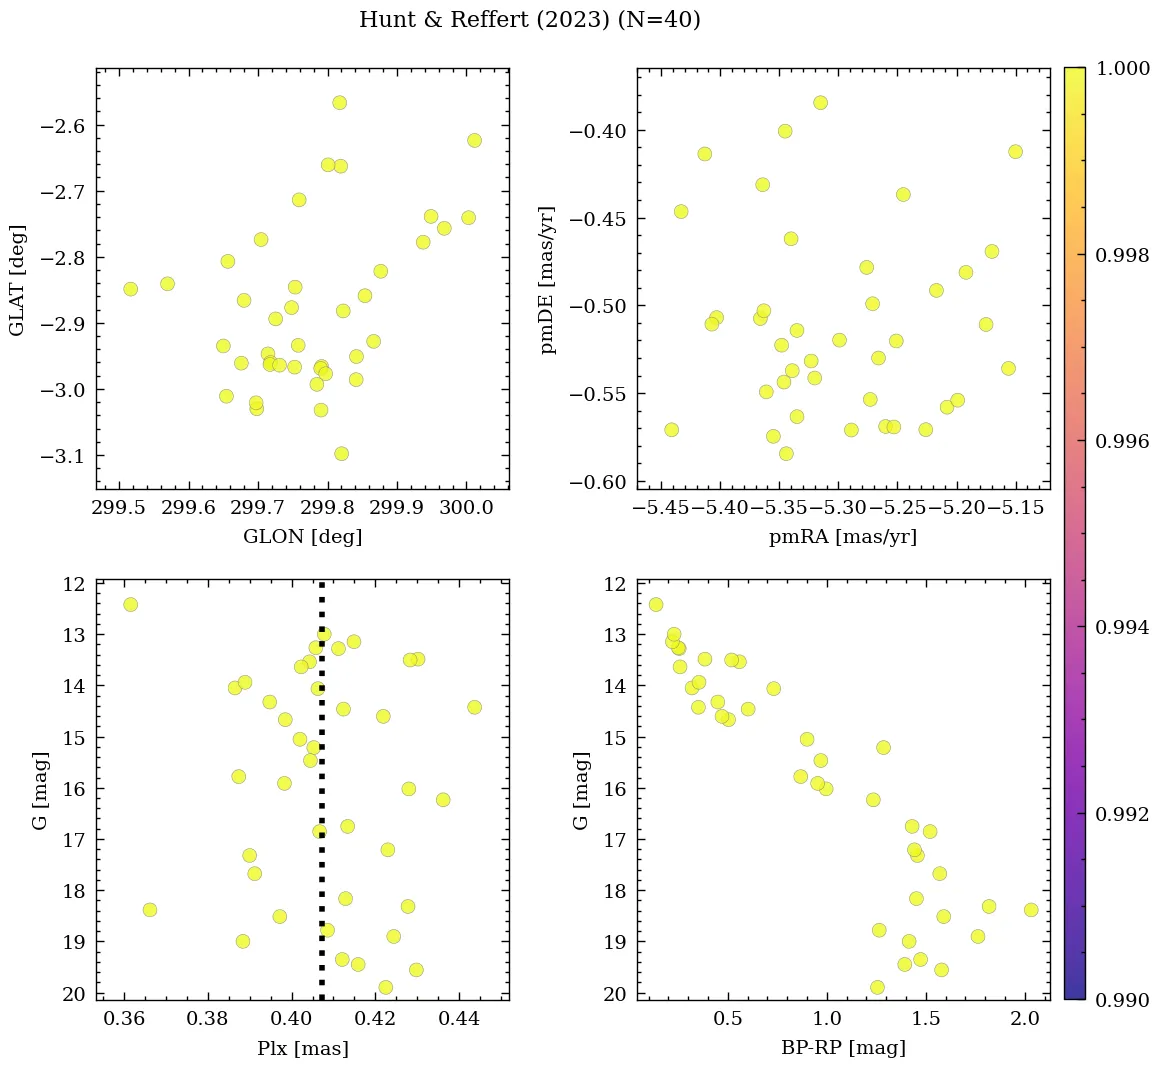 Hunt & Reffert (2023) (N=40)
GLAT [deg]
−2.6
−2.7
−2.8
−2.9
−3.0
−3.1
299.5 299.6 299.7 299.8 299.9 300.0
GLON [deg]
pmDE [mas/yr]
−0.40
−0.45
−0.50
−0.55
−0.60
−5.45 −5.40 −5.35 −5.30 −5.25 −5.20 −5.15
pmRA [mas/yr]
G [mag]
12
13
14
15
16
17
18
19
20
0.36 0.38 0.40 0.42 0.44
Plx [mas]
G [mag]
12
13
14
15
16
17
18
19
20
0.5 1.0 1.5 2.0
BP-RP [mag]
1.000
0.998
0.996
0.994
0.992
0.990